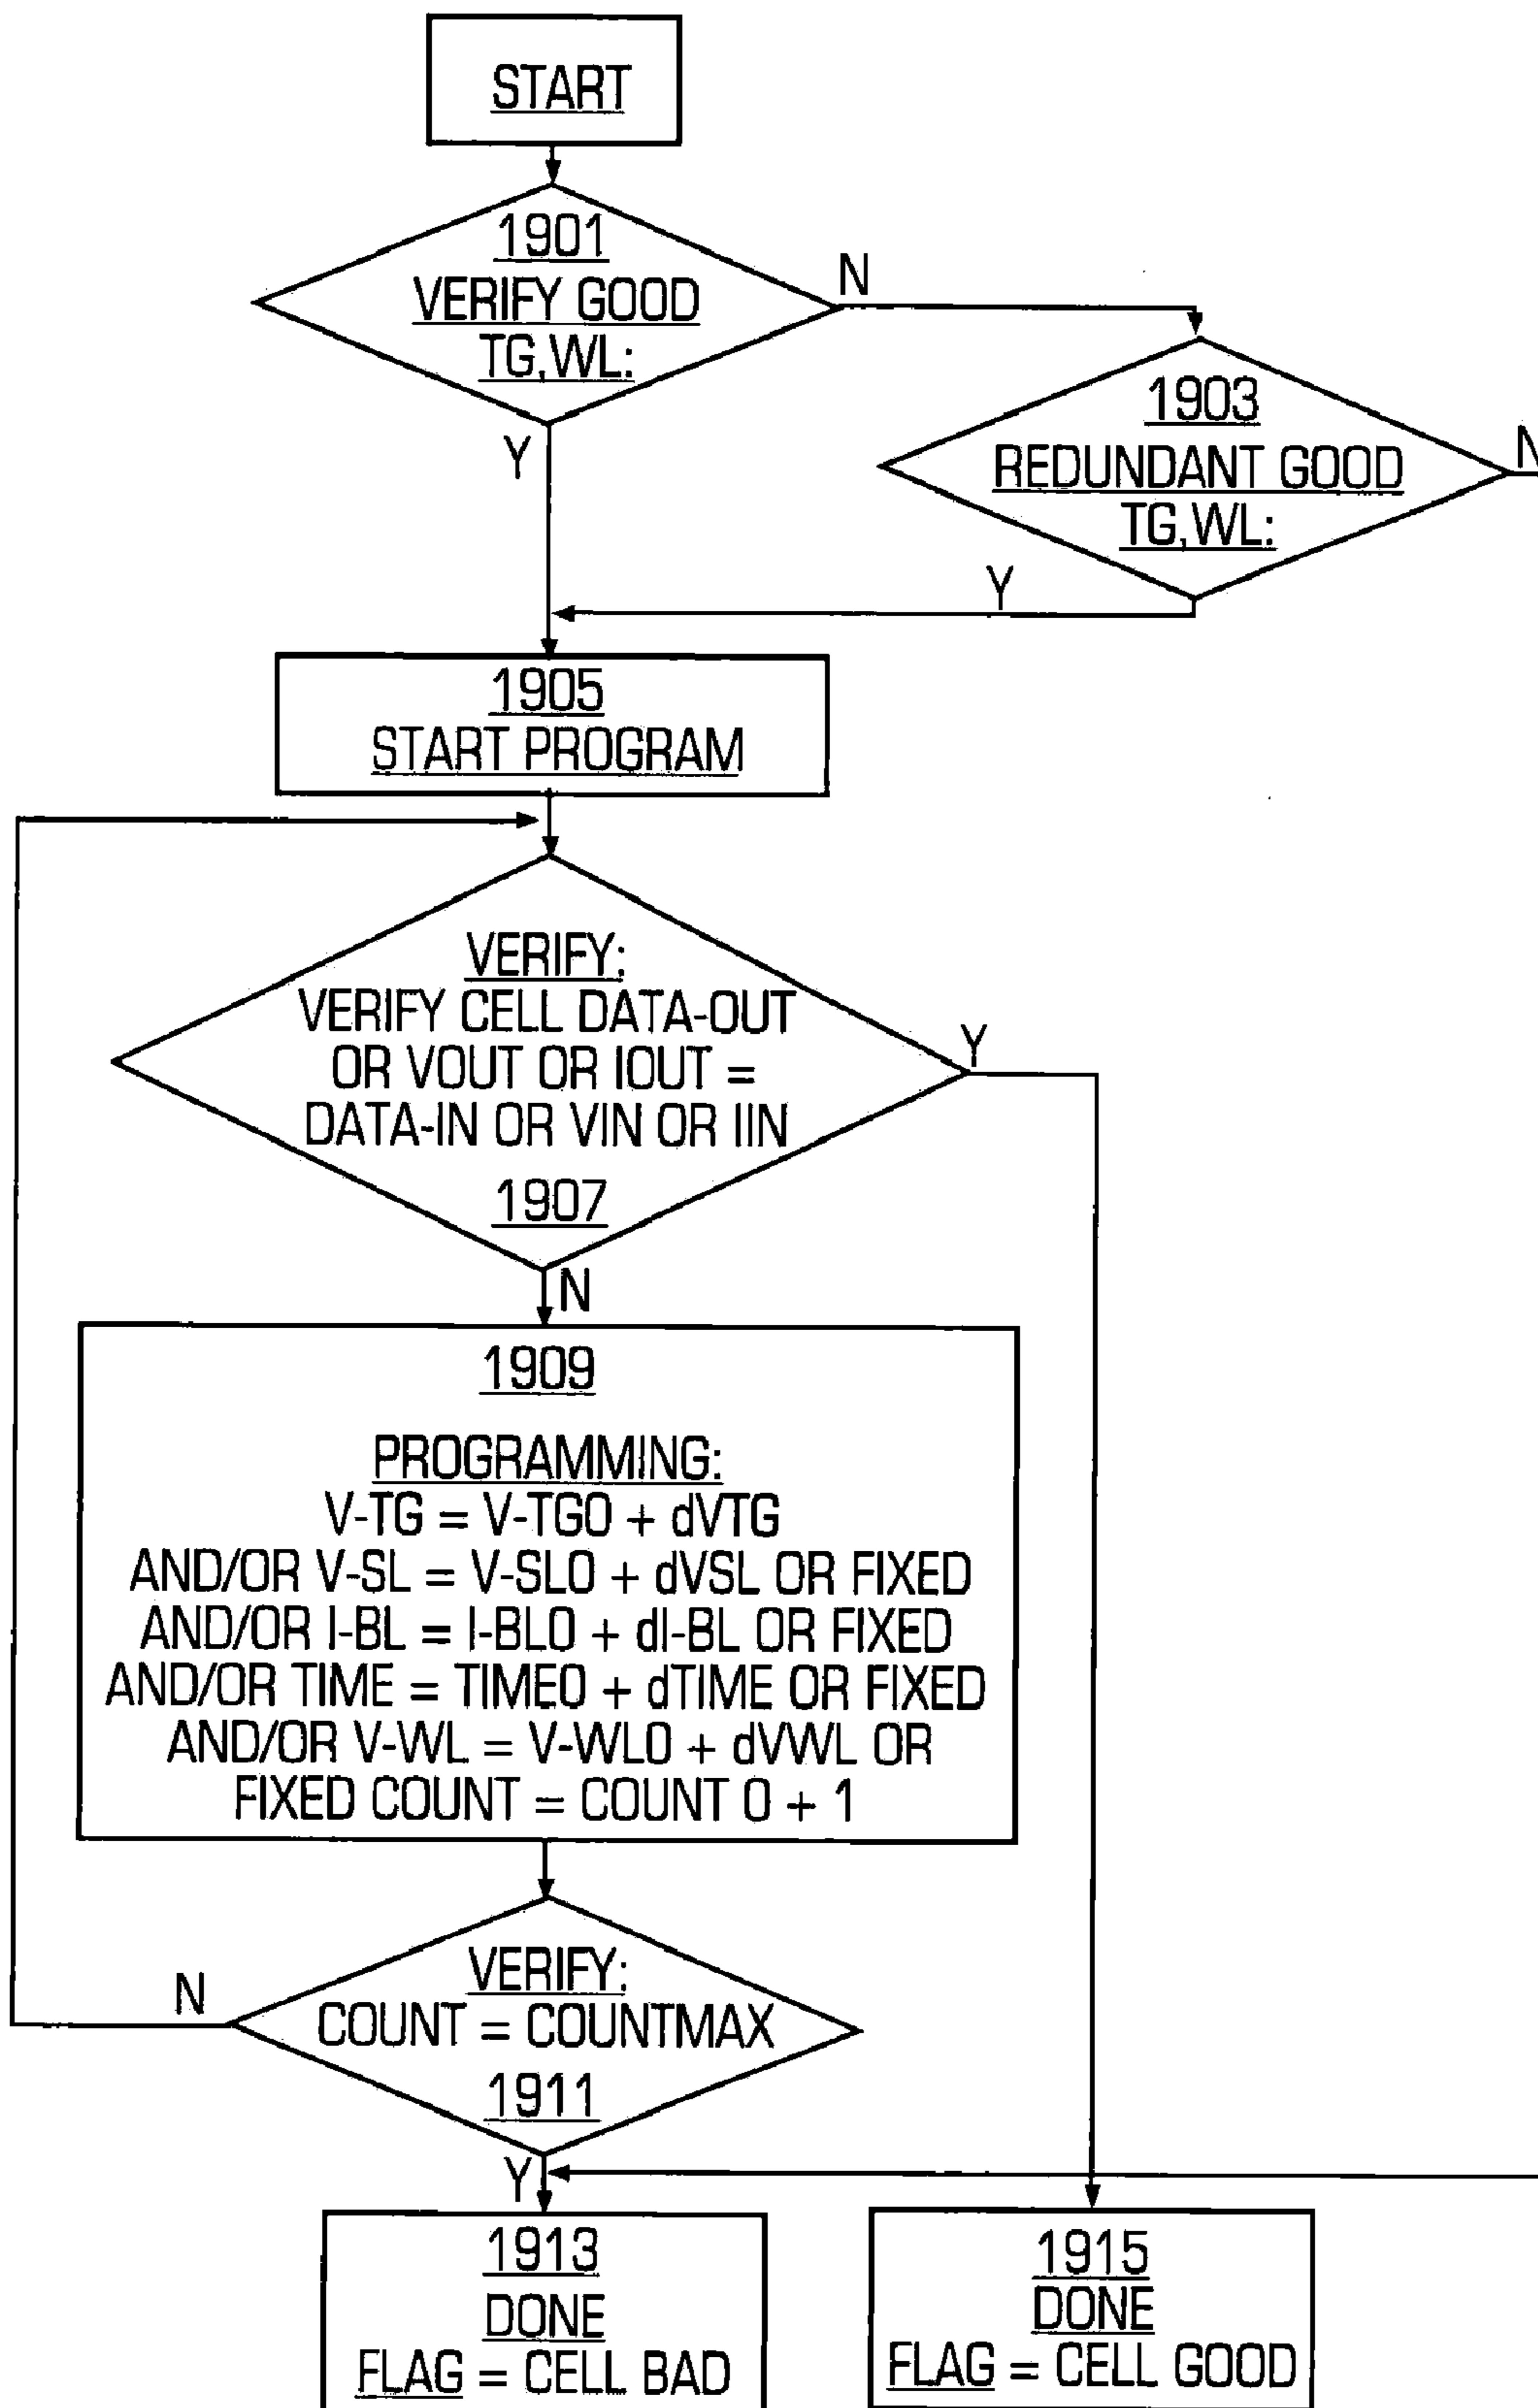 START
1901
VERIFY GOOD
TG,WL:
N
Y
1903
REDUNDANT GOOD
TG,WL:
N
Y
1905
START PROGRAM
VERIFY:
VERIFY CELL DATA-OUT
OR VOUT OR IOUT =
DATA-IN OR VIN OR IIN
1907
Y
N
1909
PROGRAMMING:
V-TG = V-TG0 + dVTG
AND/OR V-SL = V-SL0 + dVSL OR FIXED
AND/OR I-BL = I-BL0 + dI-BL OR FIXED
AND/OR TIME = TIME0 + dTIME OR FIXED
AND/OR V-WL = V-WL0 + dVWL OR
FIXED COUNT = COUNT 0 + 1
VERIFY:
COUNT = COUNTMAX
1911
N
Y
1913
DONE
FLAG = CELL BAD
1915
DONE
FLAG = CELL GOOD